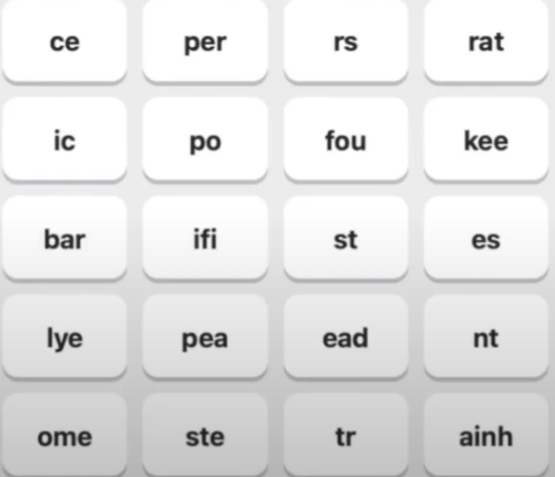 ce per rs rat
ic po fou kee
bar ifi st es
lye pea ead nt
ome ste tr ainh